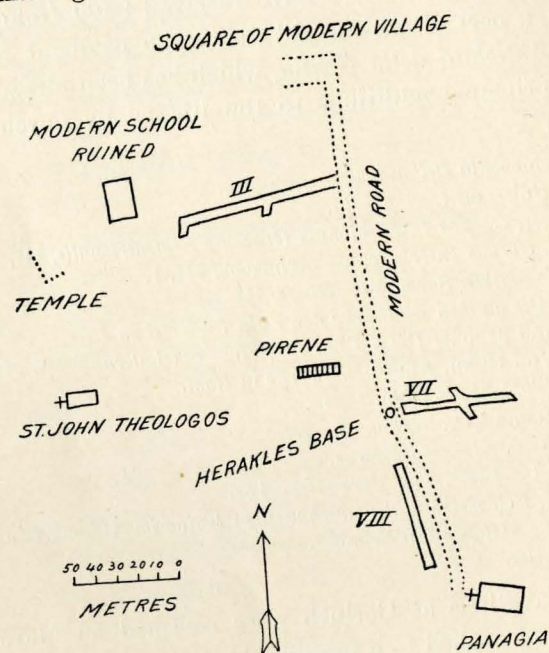 SQUARE OF MODERN VILLAGE
MODERN SCHOOL
RUINED
III
MODERN ROAD
TEMPLE
PIRENE
VII
ST. JOHN THEOLOGOS
HERAKLES BASE
N
VIII
50 40 30 20 10 0
METRES
PANAGIA